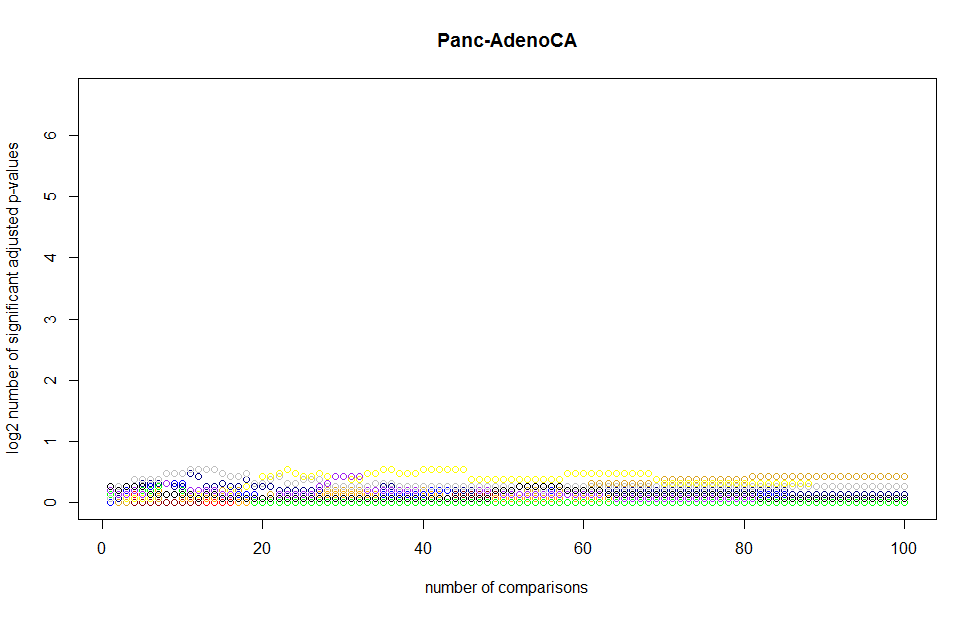 Panc-AdenoCA
log2 number of significant adjusted p-values
6
5
4
3
2
1
0
0 20 40 60 80 100
number of comparisons